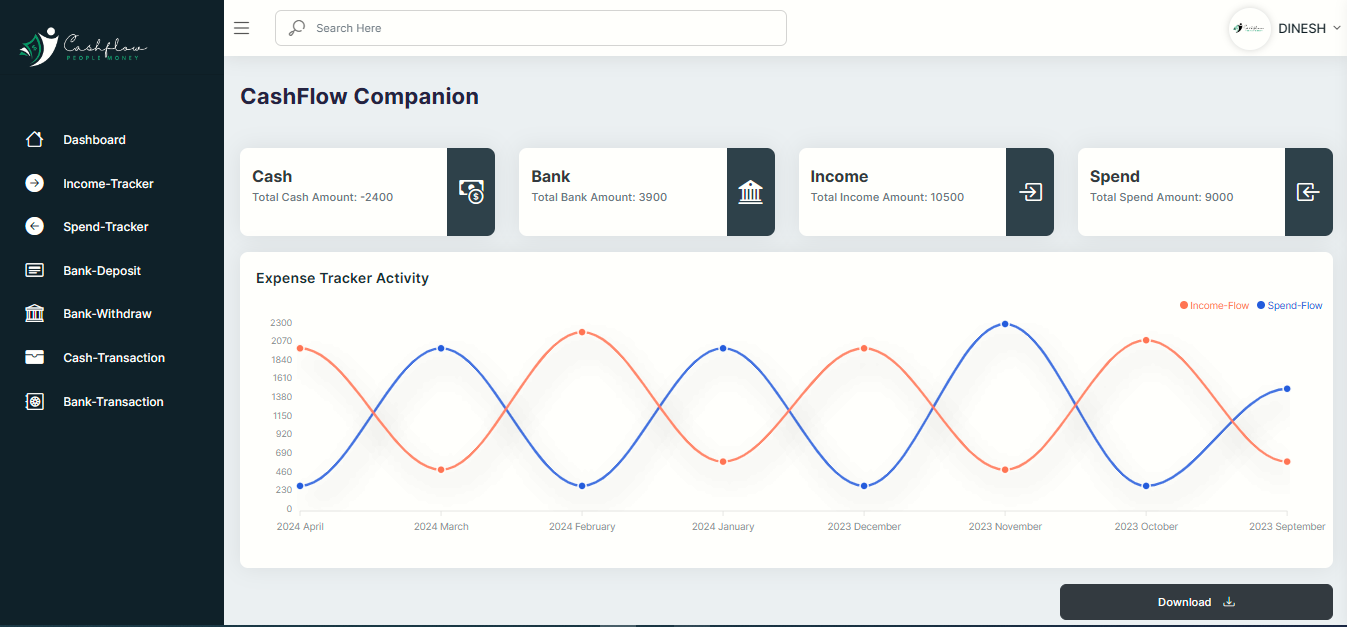 Cashflow
PEOPLE MONEY
Search Here
DINESH
CashFlow Companion
Dashboard
Income-Tracker
Spend-Tracker
Bank-Deposit
Bank-Withdraw
Cash-Transaction
Bank-Transaction
Cash
Total Cash Amount: -2400
Bank
Total Bank Amount: 3900
Income
Total Income Amount: 10500
Spend
Total Spend Amount: 9000
Expense Tracker Activity
Income-Flow Spend-Flow
2300
2070
1840
1610
1380
1150
920
690
460
230
0
2024 April 2024 March 2024 February 2024 January 2023 December 2023 November 2023 October 2023 September
Download